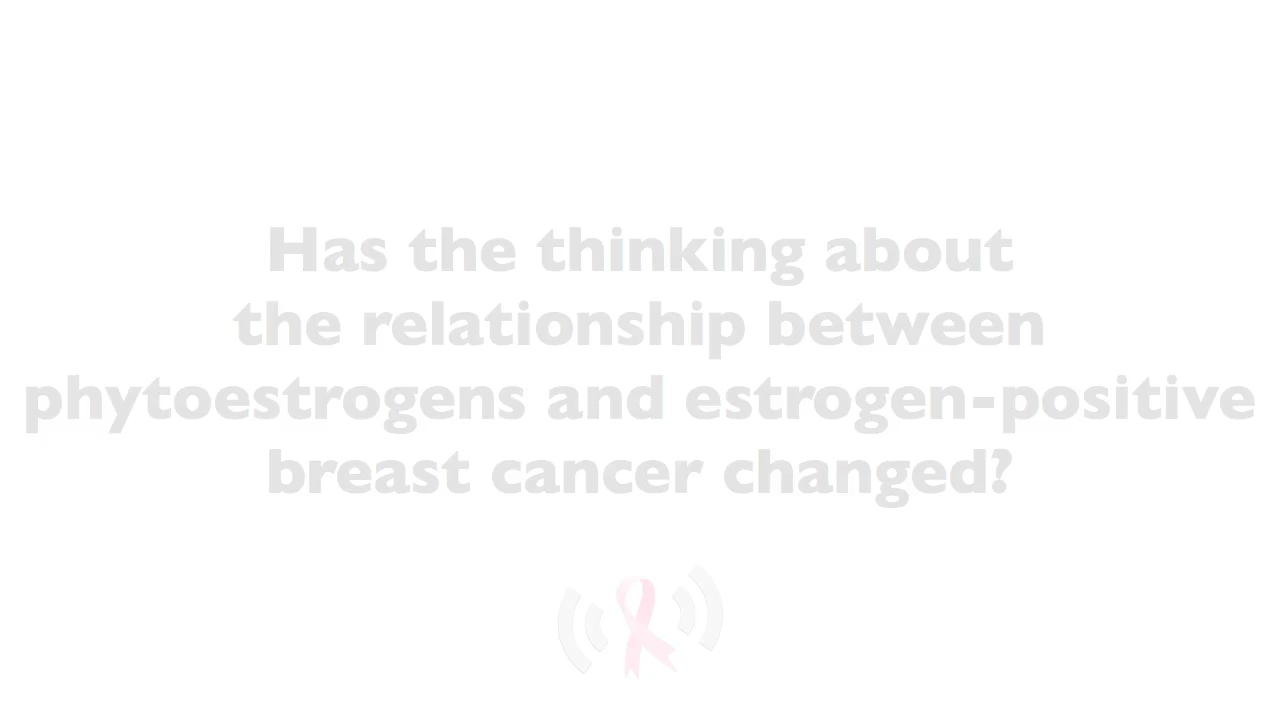 Has the thinking about
the relationship between
phytoestrogens and estrogen-positive
breast cancer changed?